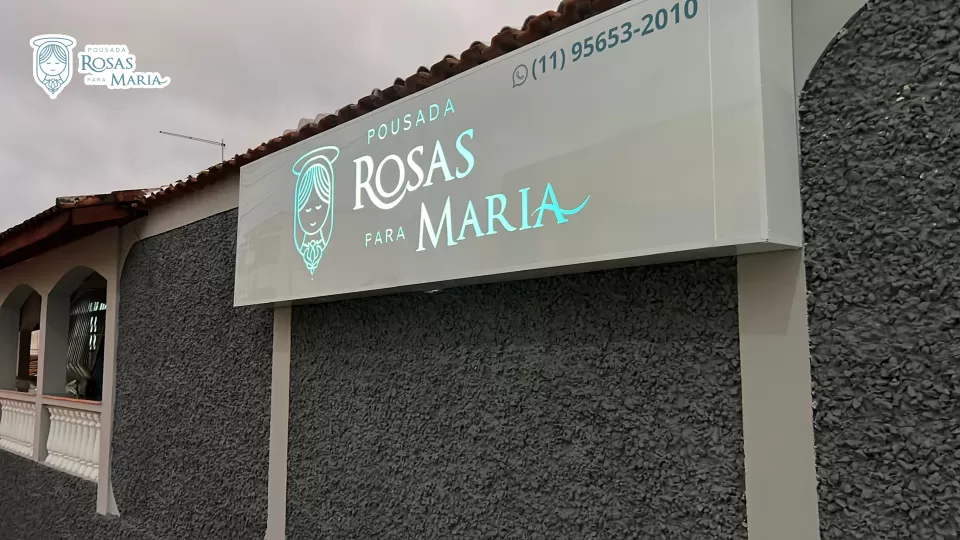 POUSADA
ROSAS
PARA MARIA
(11) 95653-2010
POUSADA
ROSAS
PARA MARIA